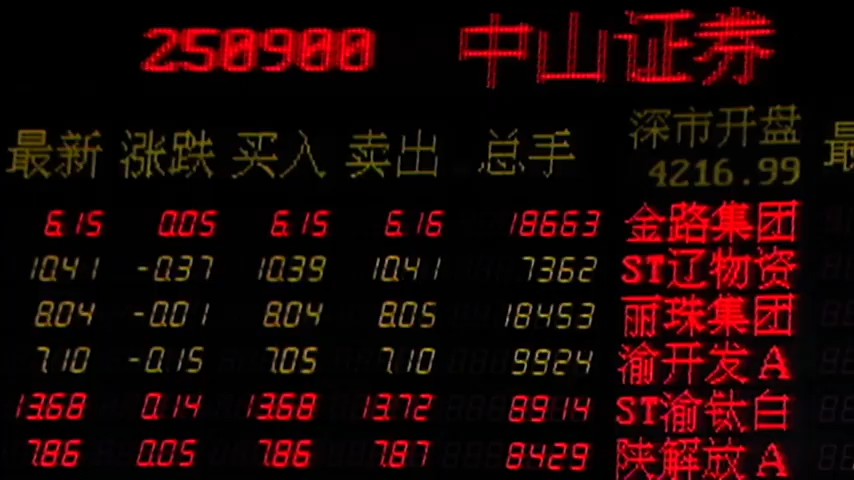 250900 中山证券
最新 涨跌 买入 卖出 总手 深市开盘 最
4216.99
6.15 0.05 6.15 6.16 18663 金路集团
10.41 -0.37 10.39 10.41 7362 ST辽物资
8.04 -0.01 8.04 8.05 18453 丽珠集团
7.10 -0.15 7.05 7.10 9924 渝开发A
13.68 0.14 13.68 13.72 8914 ST渝钛白
7.86 0.05 7.86 7.87 8429 陕解放A